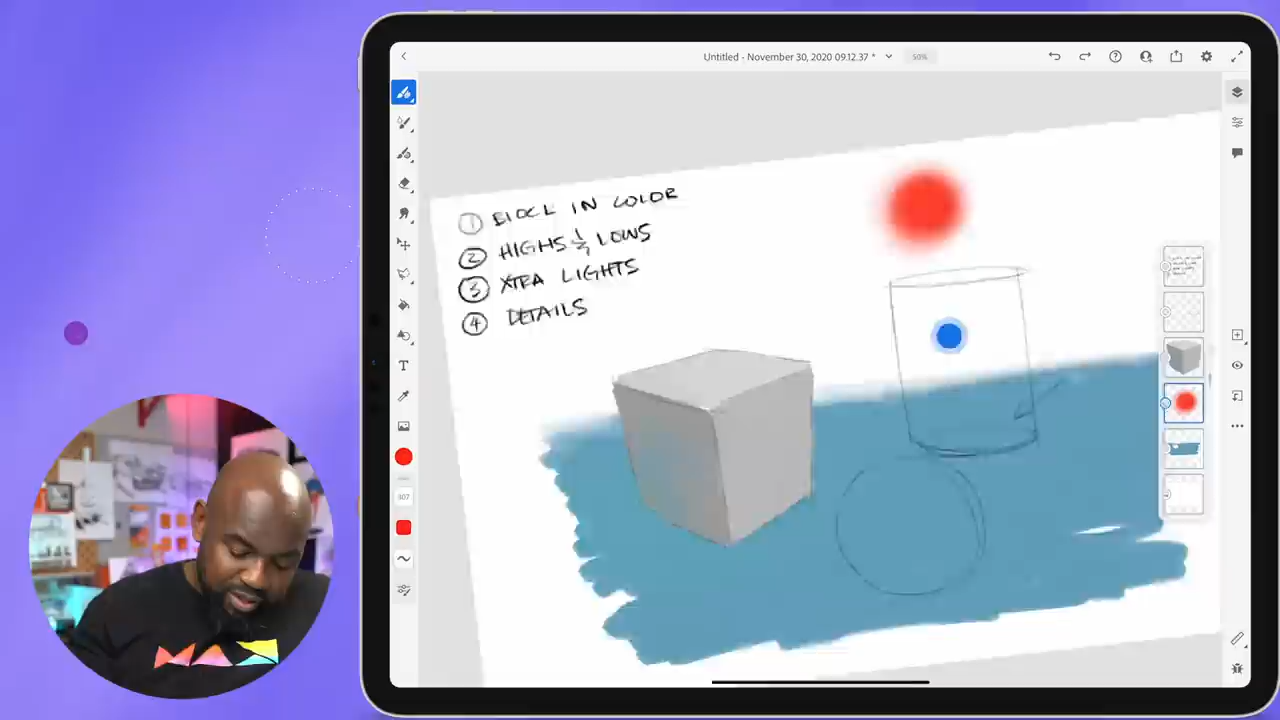 Untitled - November 30, 2020 09.12.37 *
50%
① BLOCK IN COLOR
② HIGHS & LOWS
③ XTRA LIGHTS
④ DETAILS
T
307